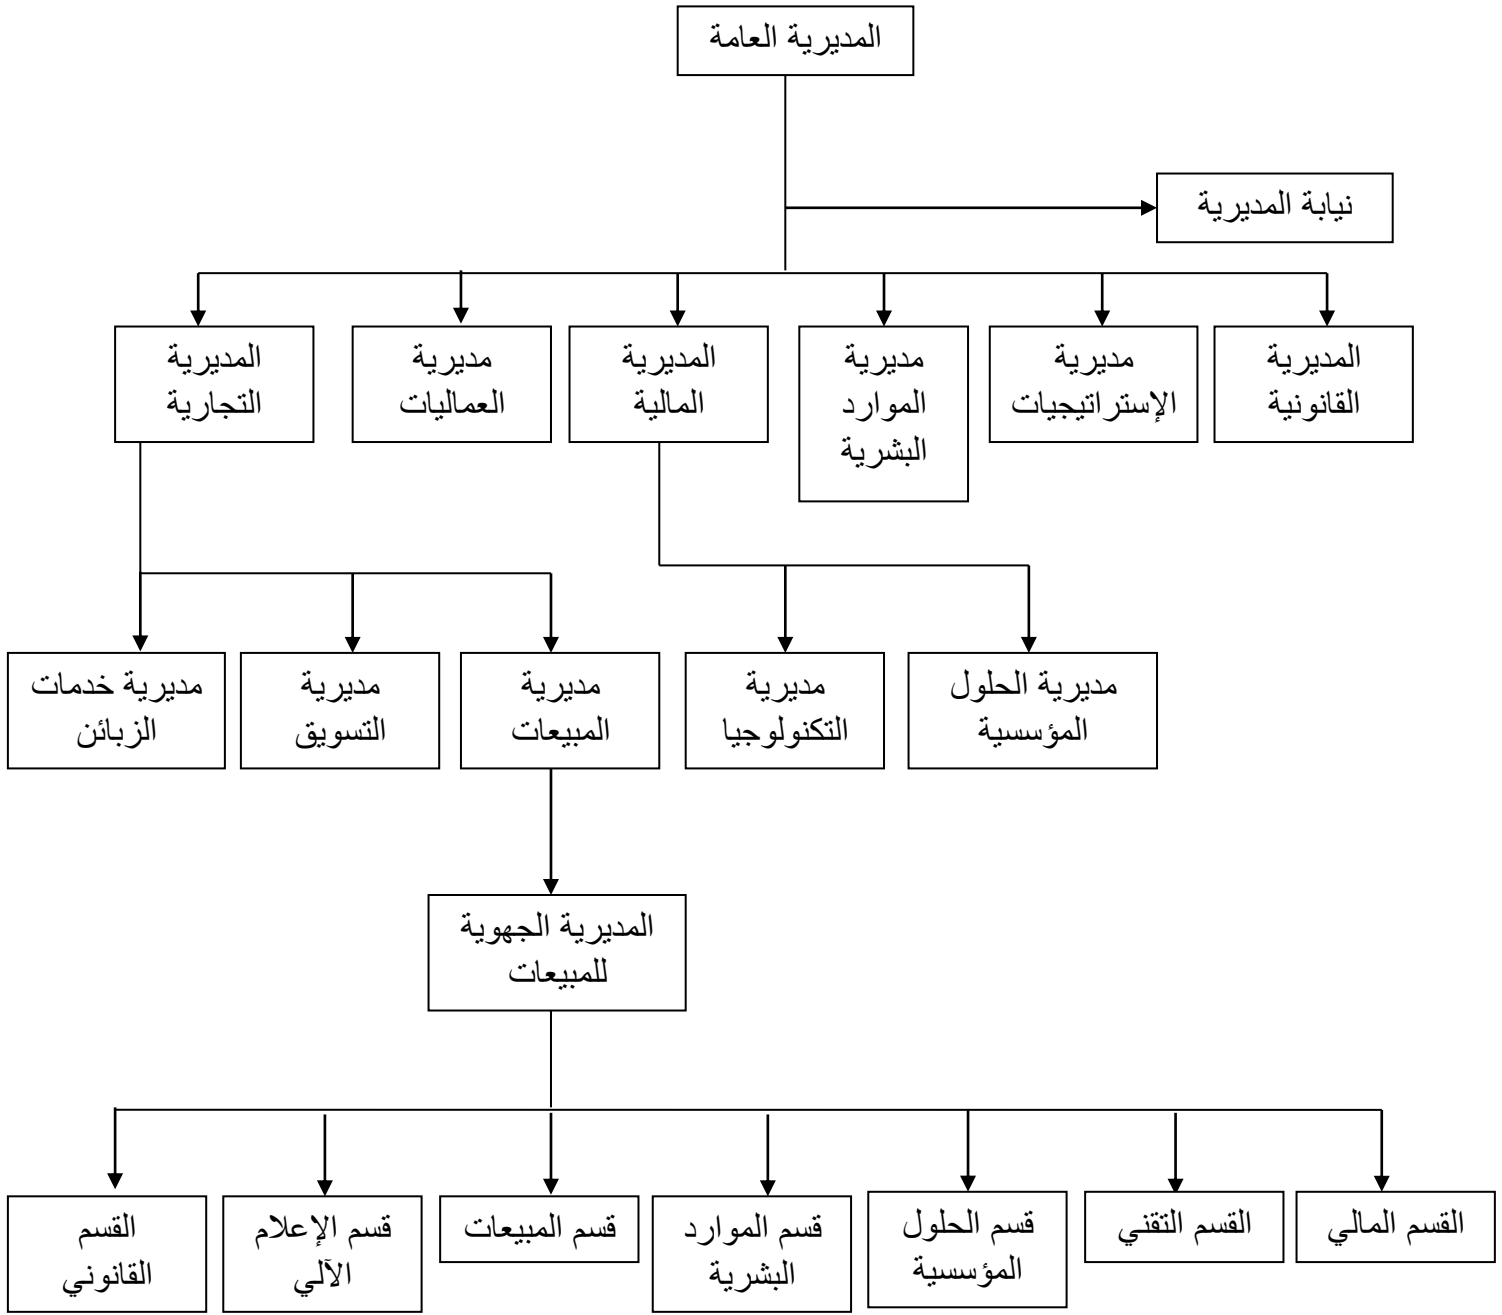 المديرية العامة
نيابة المديرية
المديرية
القانونية
مديرية
الإستراتيجيات
مديرية
الموارد
البشرية
المديرية
المالية
مديرية
العماليات
المديرية
التجارية
مديرية الحلول
المؤسسية
مديرية
التكنولوجيا
مديرية
المبيعات
مديرية
التسويق
مديرية خدمات
الزبائن
المديرية الجهوية
للمبيعات
القسم المالي
القسم التقني
قسم الحلول
المؤسسية
قسم الموارد
البشرية
قسم المبيعات
قسم الإعلام
الآلي
القسم
القانوني